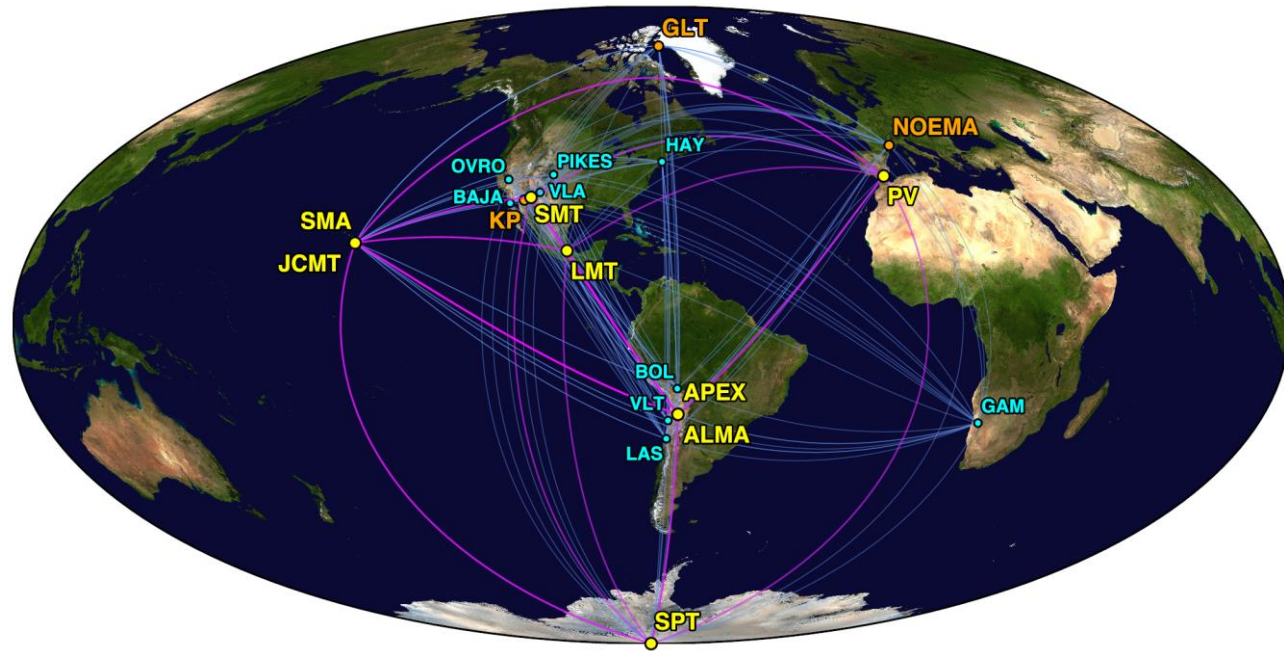 GLT
NOEMA
HAY
PIKES
OVRO
VLA
BAJA
PV
SMT
KP
SMA
JCMT
LMT
BOL
APEX
VLT
GAM
ALMA
LAS
SPT